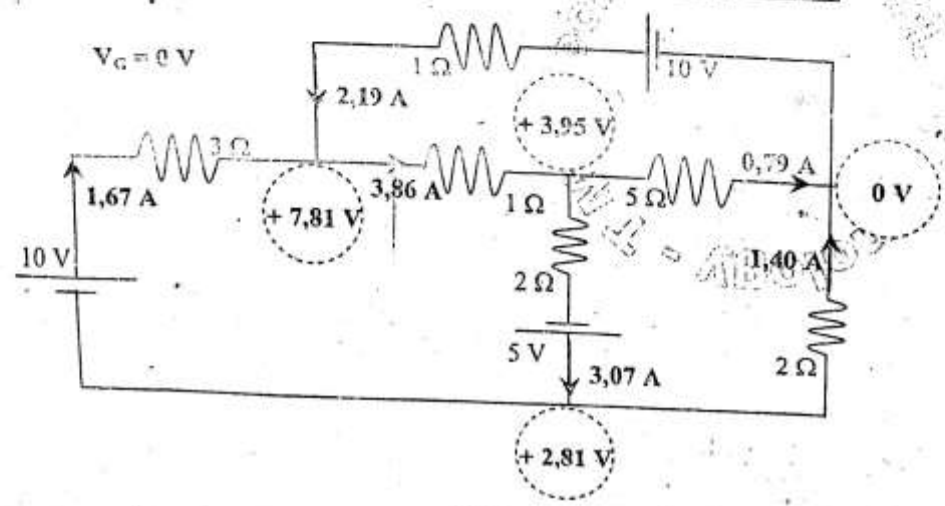 V_G = 0 V
1 Ω
10 V
2,19 A
+ 3,95 V
3 Ω
0,79 A
1,67 A
3,86 A
1 Ω
5 Ω
0 V
+ 7,81 V
10 V
2 Ω
1,40 A
5 V
3,07 A
2 Ω
+ 2,81 V